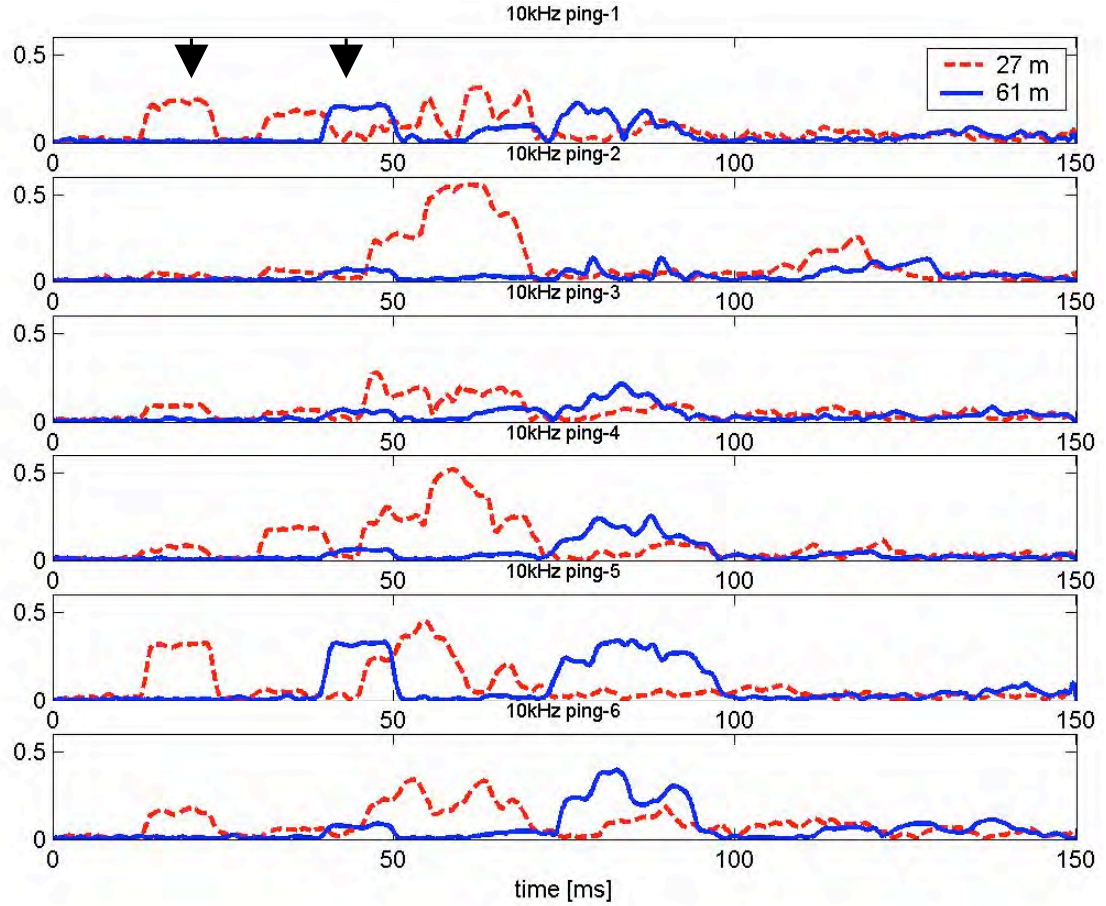 10kHz ping-1
0.5
0
27 m
61 m
0 50 100 150
10kHz ping-2
0.5
0
0 50 100 150
10kHz ping-3
0.5
0
0 50 100 150
10kHz ping-4
0.5
0
0 50 100 150
10kHz ping-5
0.5
0
0 50 100 150
10kHz ping-6
0.5
0
0 50 100 150
time [ms]